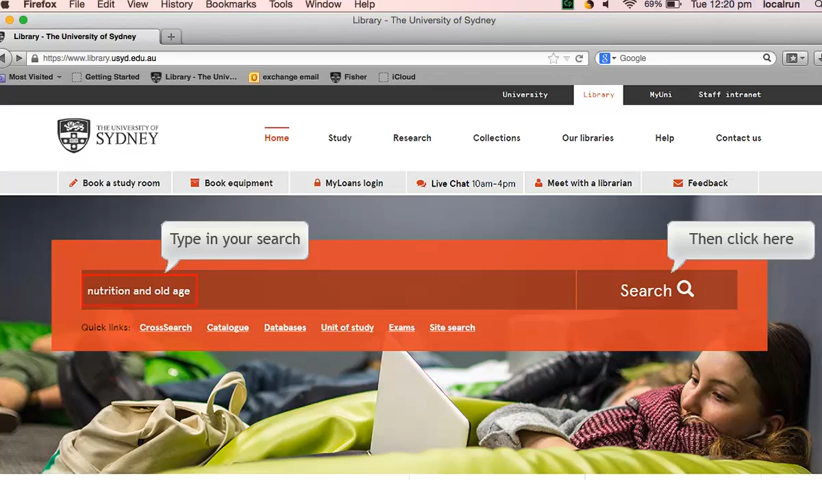 Firefox File Edit View History Bookmarks Tools Window Help 69% Tue 12:20 pm localrun
Library - The University of Sydney
Library - The University of Sydney
https://www.library.usyd.edu.au Google
Most Visited Getting Started Library - The Univ... exchange email Fisher iCloud
University Library MyUni Staff intranet
THE UNIVERSITY OF
SYDNEY
Home Study Research Collections Our libraries Help Contact us
Book a study room Book equipment MyLoans login Live Chat 10am-4pm Meet with a librarian Feedback
Type in your search Then click here
nutrition and old age Search
Quick links: CrossSearch Catalogue Databases Unit of study Exams Site search